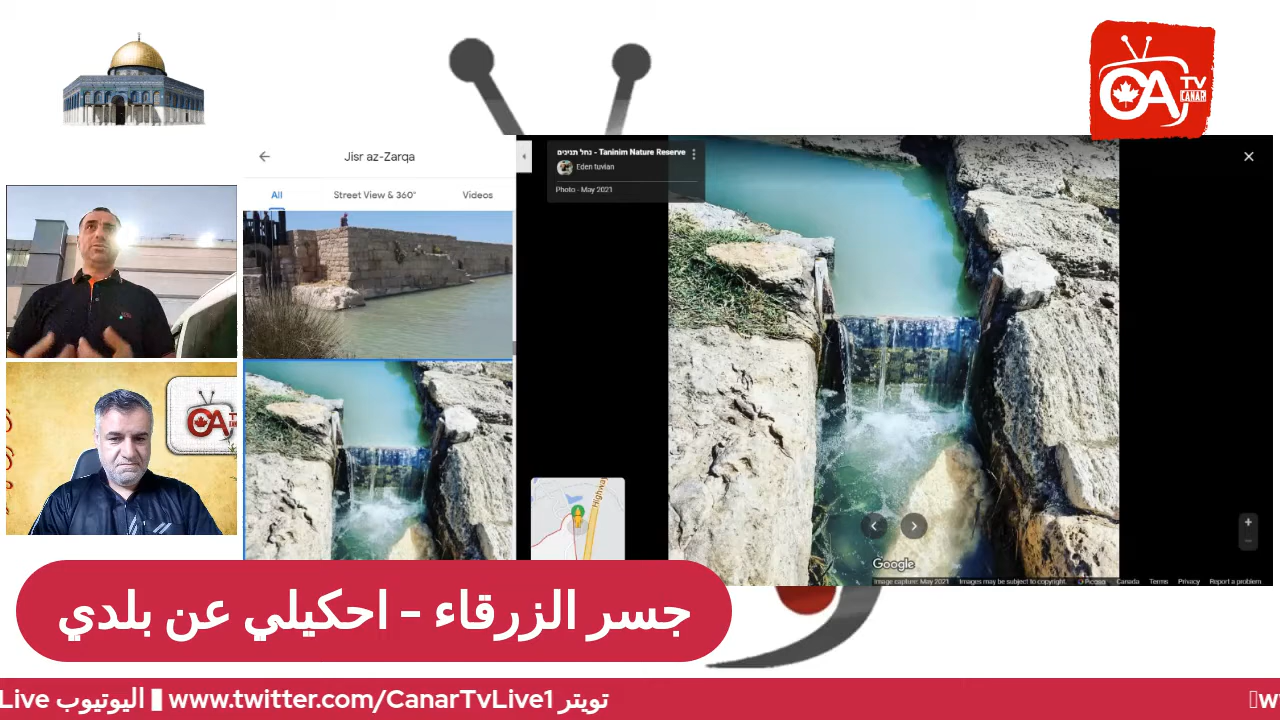 TV
CANAR
Jisr az-Zarqa
All
Street View & 360°
Videos
נחל תנינים - Taninim Nature Reserve
Eden tuvian
Photo - May 2021
Highway
Google
Image capture: May 2021 Images may be subject to copyright. Canada Terms Privacy Report a problem
جسر الزرقاء - احكيلي عن بلدي
Live اليوتيوب www.twitter.com/CanarTvLive1 تويتر